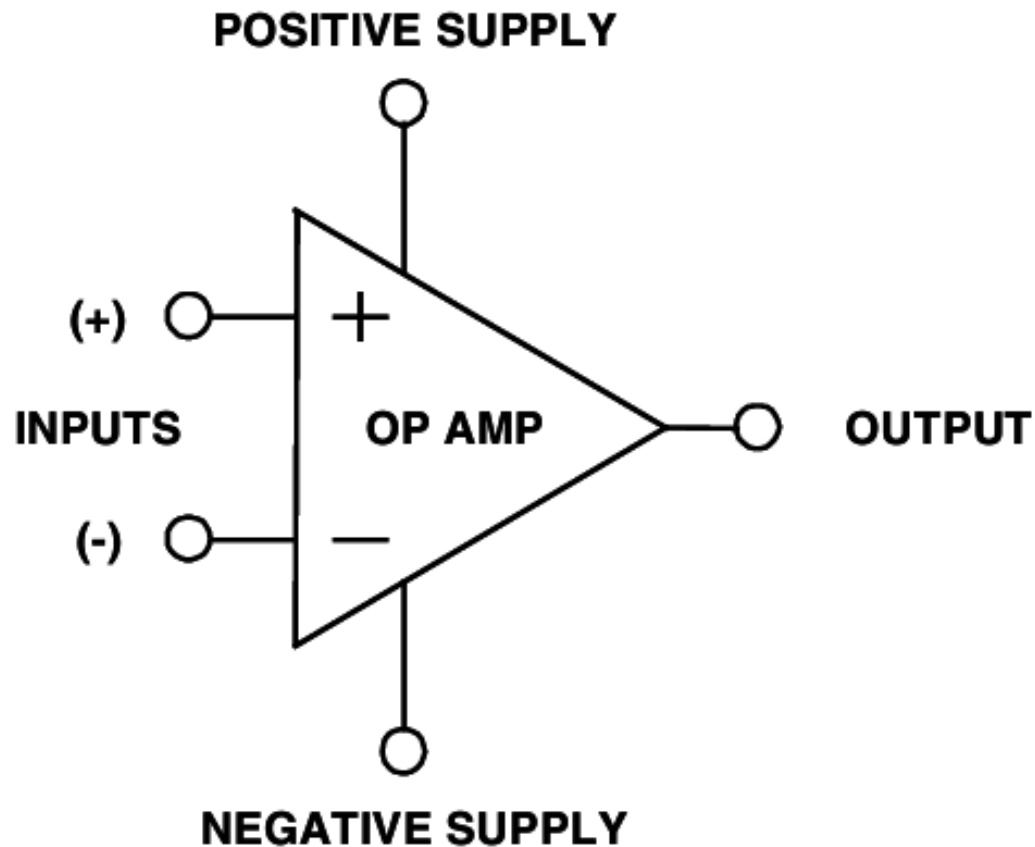 POSITIVE SUPPLY
(+)
+
INPUTS
OP AMP
OUTPUT
(-)
−
NEGATIVE SUPPLY